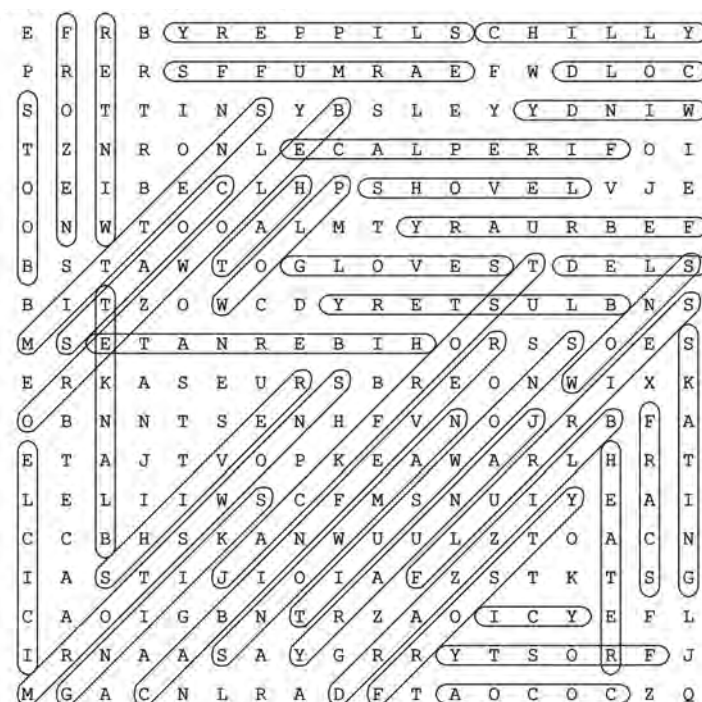 E F R B Y R E P P I L S C H I L L Y
P R E R S F F U M R A E F W D L O C
S O T T I N S Y B S L E Y Y D N I W
T Z N R O N L E C A L P E R I F O I
O E I B E C L H P S H O V E L V J E
O N W T O O A L M T Y R A U R B E F
B S T A W T O G L O V E S T D E L S
B I T Z O W C D Y R E T S U L B N S
M S E T A N R E B I H O R S S O E S
E R K A S E U R S B R E O N W I X K
O B N N T S E N H F V N O J R B F A
E T A J T V O P K E A W A R L H R T
L E L I I W S C F M S N U I Y E A I
C C B H S K A N W U U L Z T O A C N
I A S T I J I O I A F Z S T K T S G
C A O I G B N T R Z A O I C Y E F L
I R N A A S A Y G R R Y T S O R F J
M G A C N L R A D F T A O C O C Z Q